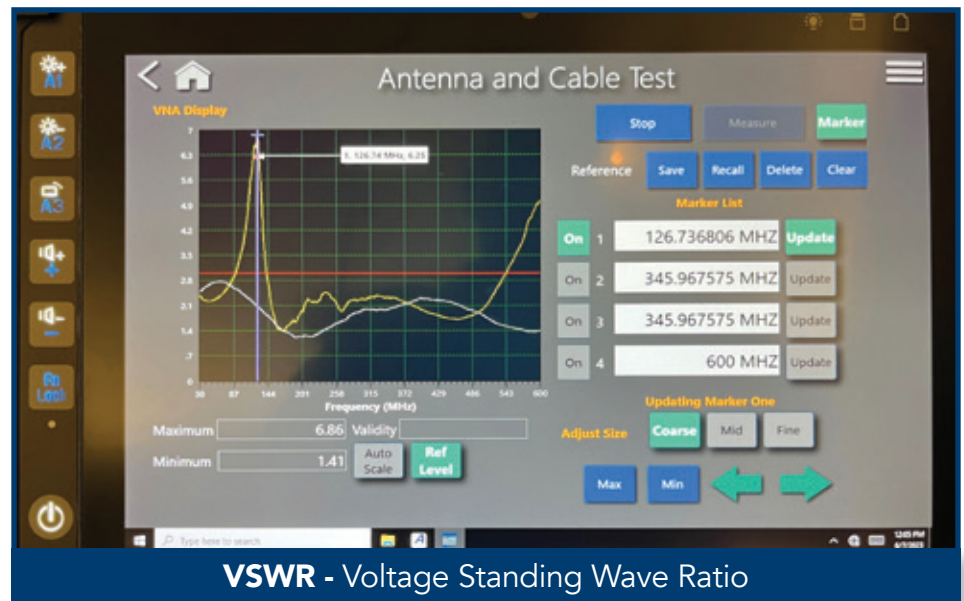 A1
A2
A3
Fn
Lock
Antenna and Cable Test
VNA Display
Stop
Measure
Marker
Reference
Save
Recall
Delete
Clear
Marker List
On 1 126.736806 MHZ Update
On 2 345.967575 MHZ Update
On 3 345.967575 MHZ Update
On 4 600 MHZ Update
Updating Marker One
Adjust Size Coarse Mid Fine
Max Min
7
6.3
5.6
4.9
4.2
3.5
2.8
2.1
1.4
.7
0
1, 126.74 MHz, 6.25
30 87 144 201 258 315 372 429 486 543 600
Frequency (MHz)
Maximum 6.86 Validity
Minimum 1.41 Auto Scale Ref Level
Type here to search
12:05 PM
VSWR - Voltage Standing Wave Ratio